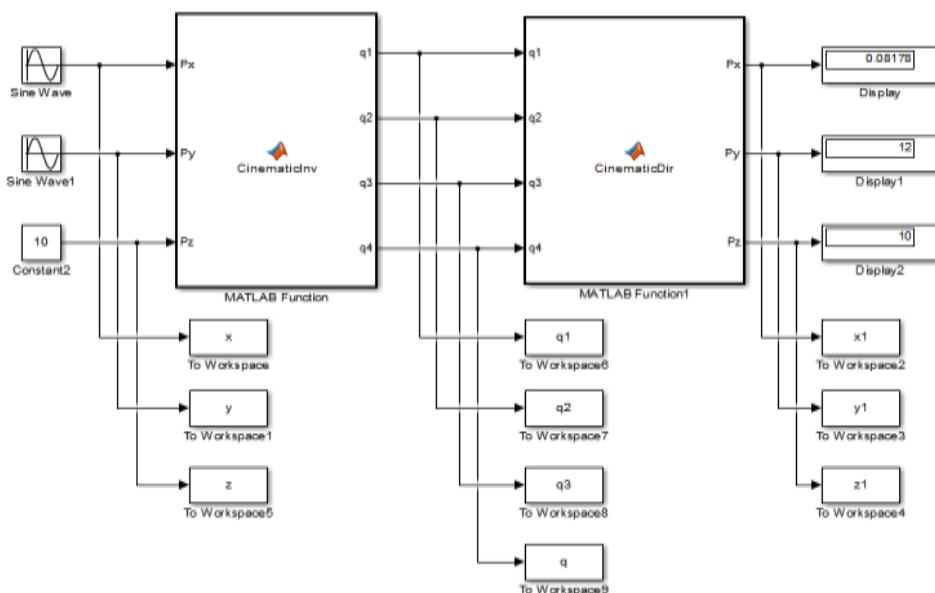 Sine Wave
Sine Wave1
10
Constant2
Px
Py
Pz
CinematicInv
q1
q2
q3
q4
MATLAB Function
q1
q2
q3
q4
CinematicDir
Px
Py
Pz
MATLAB Function1
0.08178
Display
12
Display1
10
Display2
x
To Workspace
y
To Workspace1
z
To Workspace5
q1
To Workspace6
q2
To Workspace7
q3
To Workspace8
q
To Workspace9
x1
To Workspace2
y1
To Workspace3
z1
To Workspace4